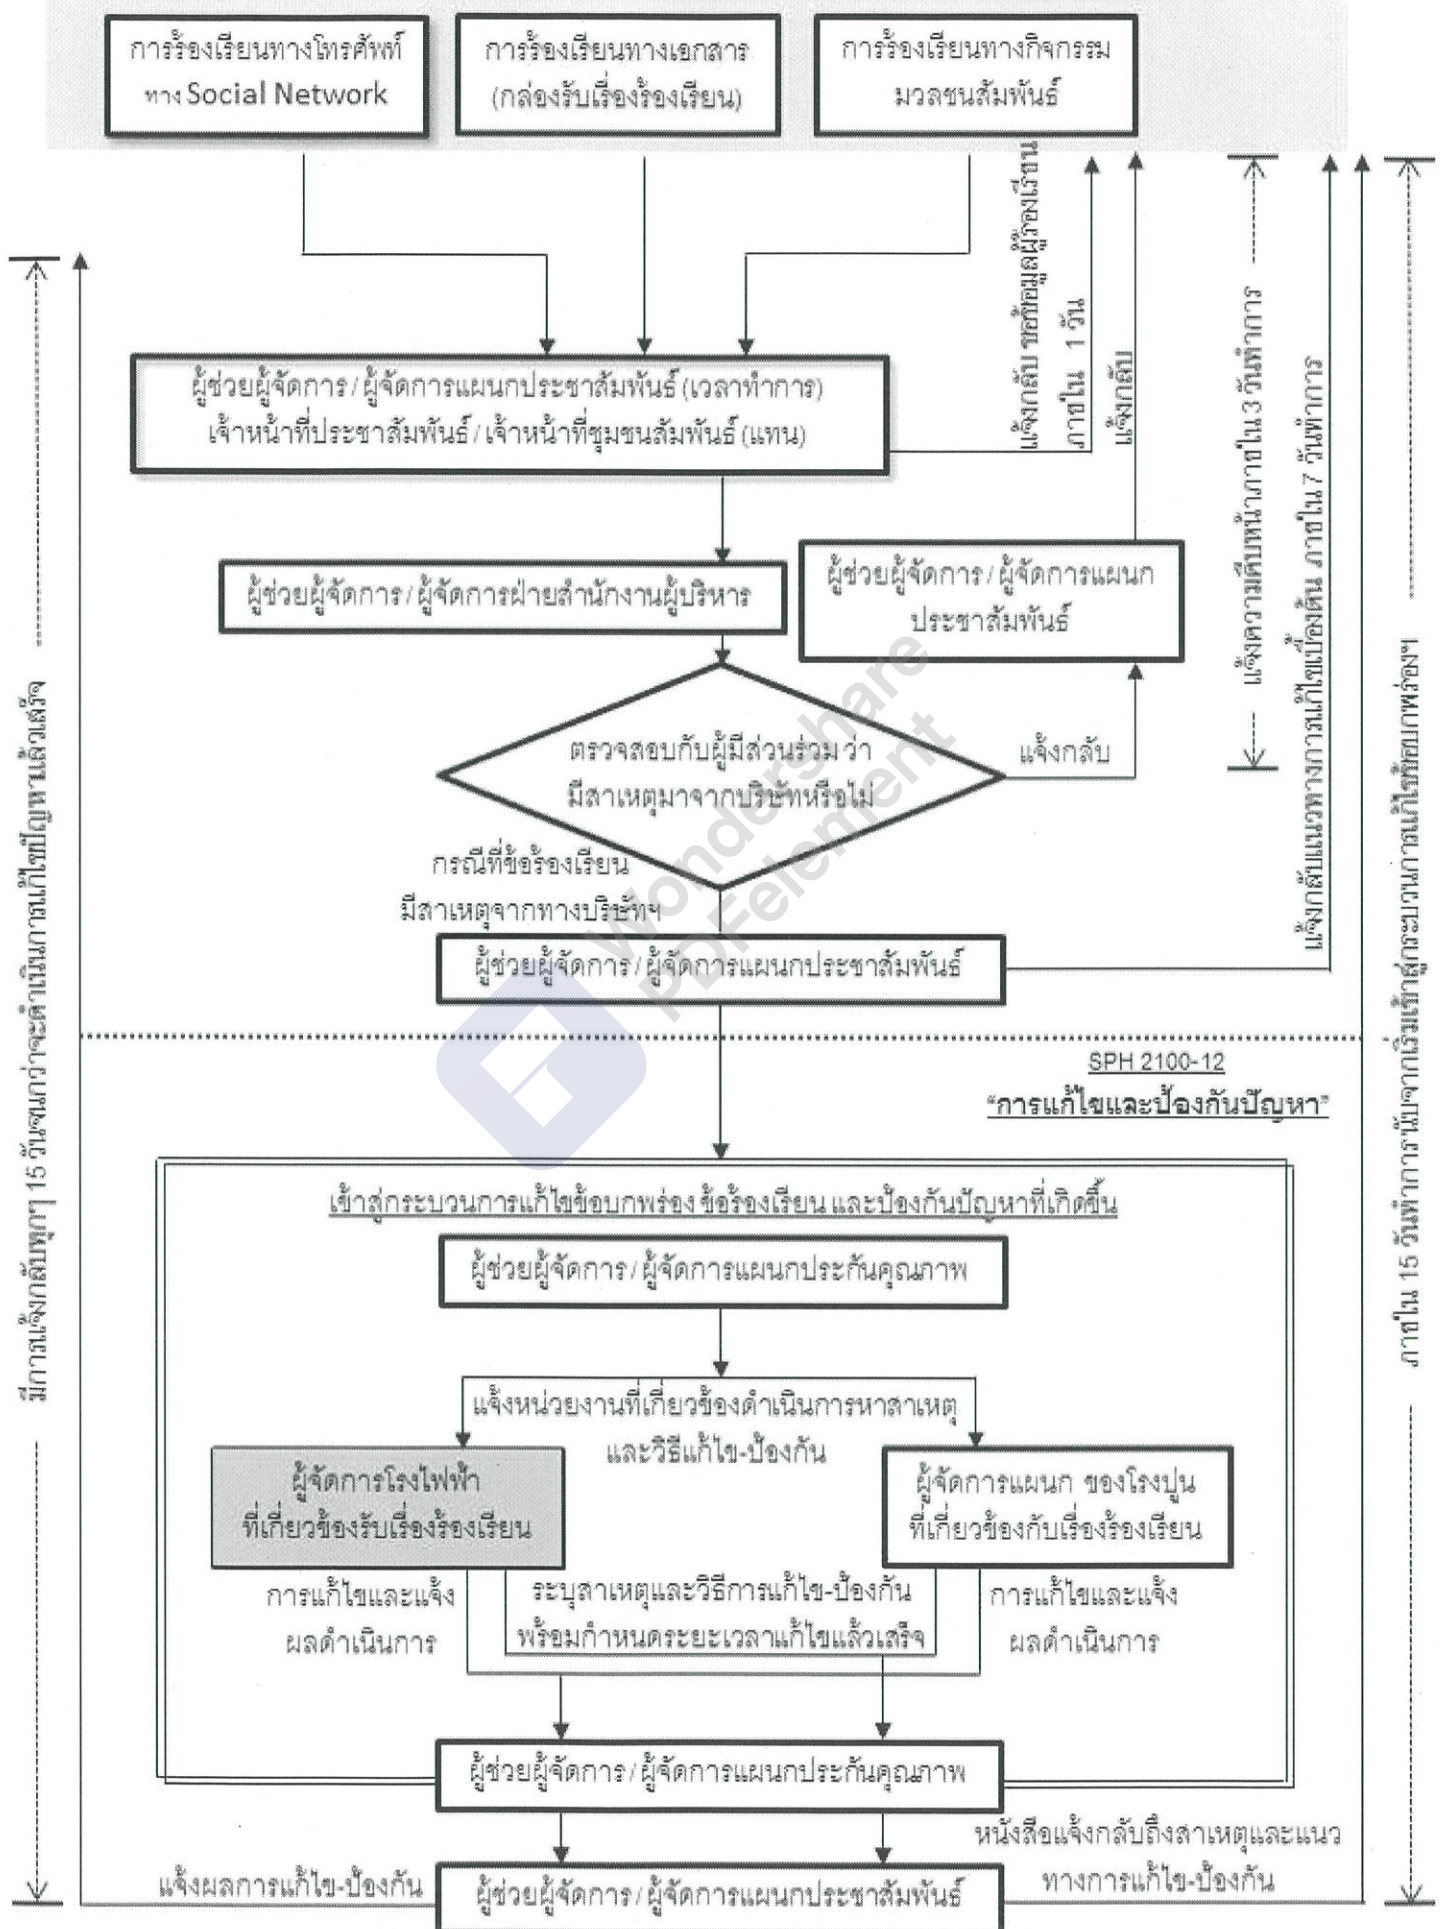 การร้องเรียนทางโทรศัพท์
ทาง Social Network
การร้องเรียนทางเอกสาร
(กล่องรับเรื่องร้องเรียน)
การร้องเรียนทางกิจกรรม
มวลชนสัมพันธ์
แจ้งกลับ ขอข้อมูลผู้ร้องเรียน
ภายใน 1 วัน
แจ้งกลับ
แจ้งความคืบหน้าภายใน 3 วันทำการ
แจ้งกลับแนวทางการแก้ไขเบื้องต้น ภายใน 7 วันทำการ
ภายใน 15 วันทำการนับจากเริ่มเข้าสู่กระบวนการแก้ไขข้อบกพร่องฯ
มีการแจ้งกลับทุกๆ 15 วันจนกว่าจะดำเนินการแก้ไขปัญหาแล้วเสร็จ
ผู้ช่วยผู้จัดการ / ผู้จัดการแผนกประชาสัมพันธ์ (เวลาทำการ)
เจ้าหน้าที่ประชาสัมพันธ์ / เจ้าหน้าที่ชุมชนสัมพันธ์ (แทน)
ผู้ช่วยผู้จัดการ / ผู้จัดการฝ่ายสำนักงานผู้บริหาร
ผู้ช่วยผู้จัดการ / ผู้จัดการแผนก
ประชาสัมพันธ์
ตรวจสอบกับผู้มีส่วนร่วม ว่า
มีสาเหตุมาจากบริษัทหรือไม่
แจ้งกลับ
กรณีที่ข้อร้องเรียน
มีสาเหตุจากทางบริษัทฯ
ผู้ช่วยผู้จัดการ / ผู้จัดการแผนกประชาสัมพันธ์
Wondershare
PDFelement
SPH 2100-12
"การแก้ไขและป้องกันปัญหา"
เข้าสู่กระบวนการแก้ไขข้อบกพร่อง ข้อร้องเรียน และป้องกันปัญหาที่เกิดขึ้น
ผู้ช่วยผู้จัดการ / ผู้จัดการแผนกประกันคุณภาพ
แจ้งหน่วยงานที่เกี่ยวข้องดำเนินการหาสาเหตุ
และวิธีแก้ไข-ป้องกัน
ผู้จัดการโรงไฟฟ้า
ที่เกี่ยวข้องรับเรื่องร้องเรียน
ผู้จัดการแผนก ของโรงปูน
ที่เกี่ยวข้องกับเรื่องร้องเรียน
การแก้ไขและแจ้ง
ผลดำเนินการ
ระบุสาเหตุและวิธีการแก้ไข-ป้องกัน
พร้อมกำหนดระยะเวลาแก้ไขแล้วเสร็จ
การแก้ไขและแจ้ง
ผลดำเนินการ
ผู้ช่วยผู้จัดการ / ผู้จัดการแผนกประกันคุณภาพ
หนังสือแจ้งกลับถึงสาเหตุและแนว
ทางการแก้ไข-ป้องกัน
แจ้งผลการแก้ไข-ป้องกัน
ผู้ช่วยผู้จัดการ / ผู้จัดการแผนกประชาสัมพันธ์